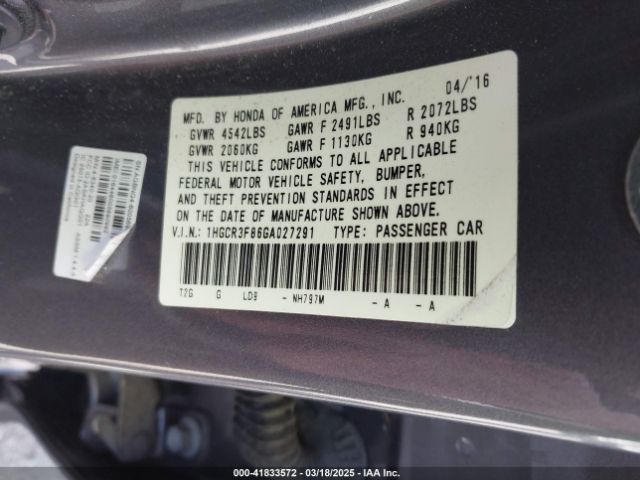 MFD. BY HONDA OF AMERICA MFG., INC. 04/'16
GVWR 4542LBS GAWR F 2491LBS R 2072LBS
GVWR 2060KG GAWR F 1130KG R 940KG
THIS VEHICLE CONFORMS TO ALL APPLICABLE
FEDERAL MOTOR VEHICLE SAFETY, BUMPER,
AND THEFT PREVENTION STANDARDS IN EFFECT
ON THE DATE OF MANUFACTURE SHOWN ABOVE.
V.I.N.: 1HGCR3F86GA027291 TYPE: PASSENGER CAR
T2G G LD9 - NH797M - A - A
000-41833572 | 03/18/2025 | IAA Inc.